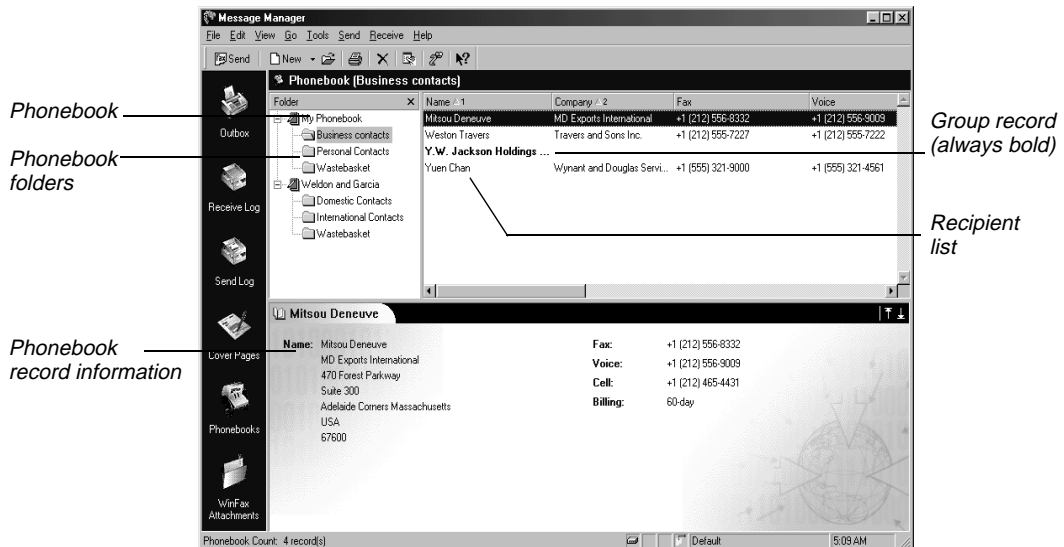 Message Manager
File Edit View Go Tools Send Receive Help
Send New
Phonebook (Business contacts)
Outbox
Receive Log
Send Log
Cover Pages
Phonebooks
WinFax
Attachments
Folder
My Phonebook
Business contacts
Personal Contacts
Wastebasket
Weldon and Garcia
Domestic Contacts
International Contacts
Wastebasket
Name 1 Company 2 Fax Voice
Mitsou Deneuve MD Exports International +1 (212) 556-8332 +1 (212) 556-9009
Weston Travers Travers and Sons Inc. +1 (212) 555-7227 +1 (212) 555-7222
Y.W. Jackson Holdings ...
Yuen Chan Wynant and Douglas Servi... +1 (555) 321-9000 +1 (555) 321-4561
Mitsou Deneuve
Name: Mitsou Deneuve
MD Exports International
470 Forest Parkway
Suite 300
Adelaide Corners Massachusetts
USA
67600
Fax: +1 (212) 556-8332
Voice: +1 (212) 556-9009
Cell: +1 (212) 465-4431
Billing: 60-day
Phonebook Count: 4 record(s) Default 5:09 AM
Phonebook
Phonebook
folders
Phonebook
record information
Group record
(always bold)
Recipient
list